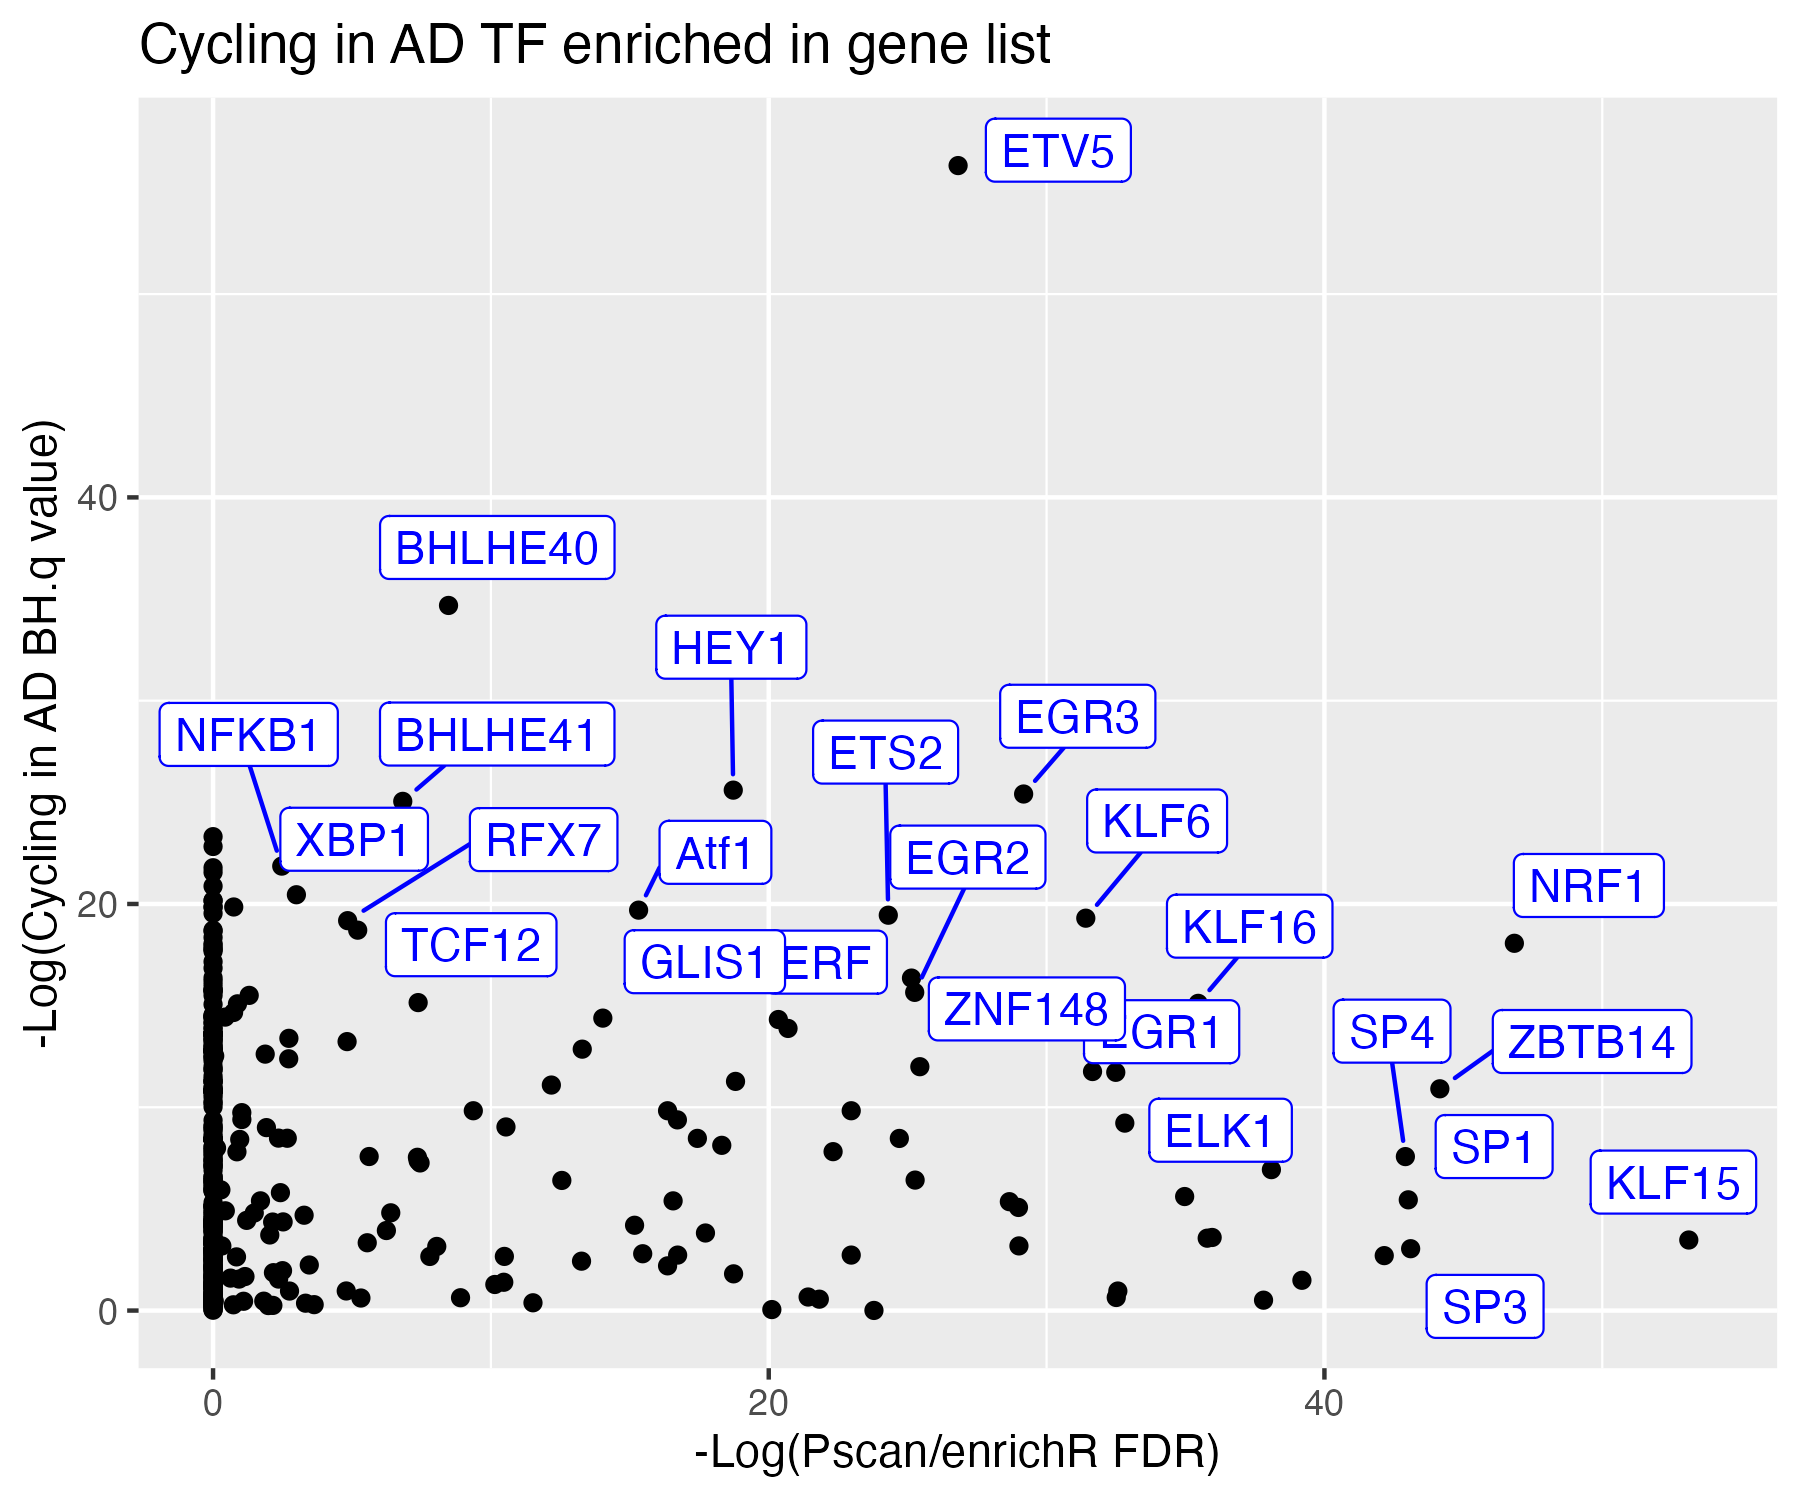 Cycling in AD TF enriched in gene list
ETV5
BHLHE40
HEY1
EGR3
NFKB1
BHLHE41
ETS2
KLF6
XBP1
RFX7
Atf1
EGR2
NRF1
KLF16
TCF12
GLIS1
ERF
ZNF148
EGR1
SP4
ZBTB14
ELK1
SP1
KLF15
SP3
-Log(Cycling in AD BH.q value)
40
20
0
0
20
40
-Log(Pscan/enrichR FDR)